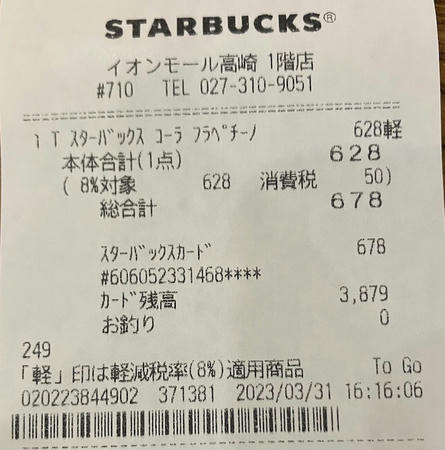 STARBUCKS®
イオンモール高崎 1階店
#710 TEL 027-310-9051
1 T ｽﾀｰﾊﾞｯｸｽ ｺｰﾗ ﾌﾗﾍﾟﾁｰﾉ 628軽
本体合計(1点) 628
( 8%対象 628 消費税 50)
総合計 678
ｽﾀｰﾊﾞｯｸｽｶｰﾄﾞ 678
#606052331468****
ｶｰﾄﾞ残高 3,879
お釣り 0
249
「軽」印は軽減税率(8%)適用商品 To Go
020223844902 371381 2023/03/31 16:16:06